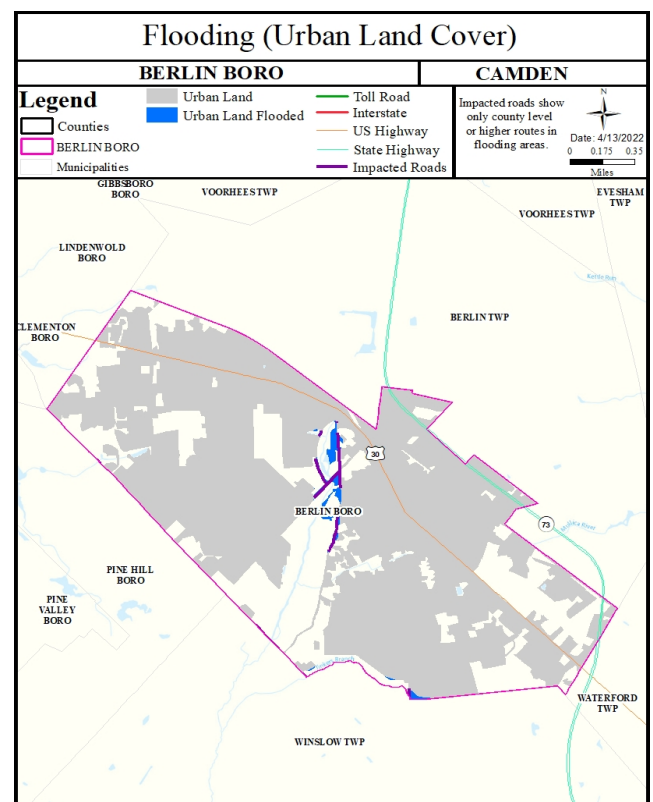 Flooding (Urban Land Cover)
BERLIN BORO
CAMDEN
Legend
Counties
BERLIN BORO
Municipalities
Urban Land
Urban Land Flooded
Toll Road
Interstate
US Highway
State Highway
Impacted Roads
Impacted roads show
only county level
or higher routes in
flooding areas.
N
Date: 4/13/2022
0 0.175 0.35
Miles
GIBBSBORO
BORO
VOORHEES TWP
EVESHAM
TWP
VOORHEES TWP
LINDENWOLD
BORO
BERLIN TWP
CLEMENTON
BORO
30
BERLIN BORO
73
PINE HILL
BORO
PINE
VALLEY
BORO
WATERFORD
TWP
WINSLOW TWP